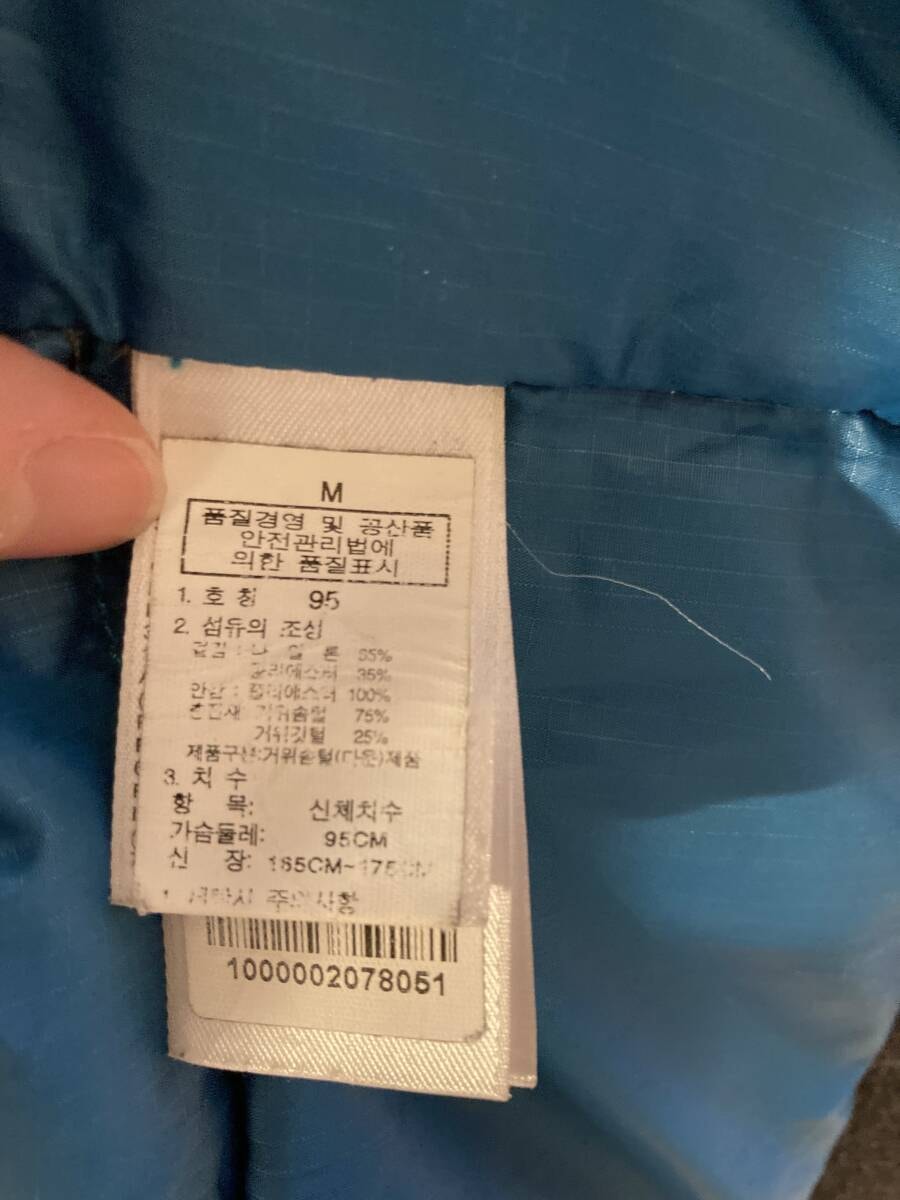 M
품질경영 및 공산품
안전관리법에
의한 품질표시
1. 호칭 95
2. 섬유의 조성
겉감 : 나 일 론 65%
폴리에스터 35%
안감 : 폴리에스터 100%
충전재: 거위솜털 75%
거위깃털 25%
제품구분:거위솜털(다운)제품
3. 치 수
항 목: 신체치수
가슴둘레: 95CM
신 장: 165CM~175CM
주의사항
1000002078051